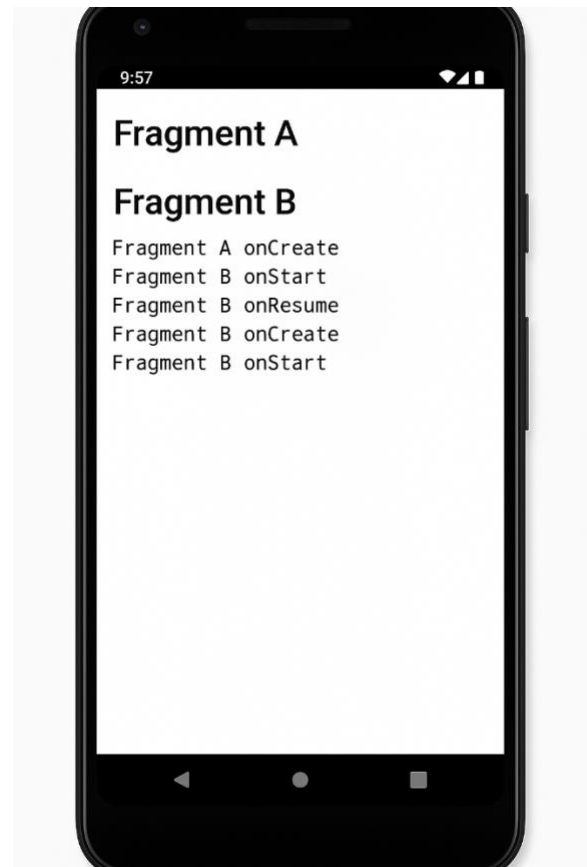 9:57
Fragment A
Fragment B
Fragment A onCreate
Fragment B onStart
Fragment B onResume
Fragment B onCreate
Fragment B onStart